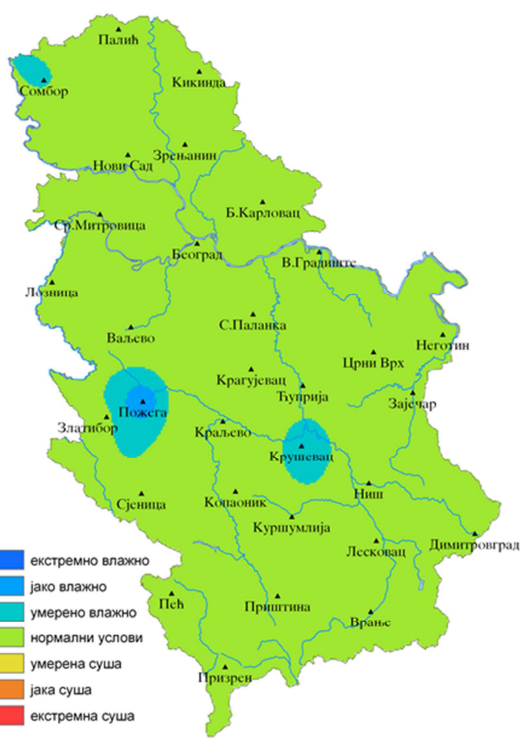 Палић
Кикинда
Сомбор
Зрењанин
Нови Сад
Б.Карловац
Ср.Митровица
Београд
В.Градиште
Лозница
С.Паланка
Ваљево
Неготин
Црни Врх
Крагујевац
Ћуприја
Зајечар
Пожега
Златибор
Краљево
Крушевац
Ниш
Сјеница
Копаоник
Куршумлија
Димитровград
Лесковац
Пећ
Приштина
Врање
Призрен
екстремно влажно
јако влажно
умерено влажно
нормални услови
умерена суша
јака суша
екстремна суша